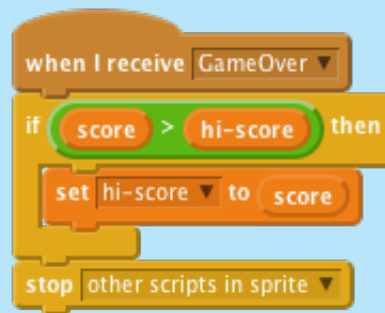 when I receive GameOver
if score > hi-score then
set hi-score to score
stop other scripts in sprite